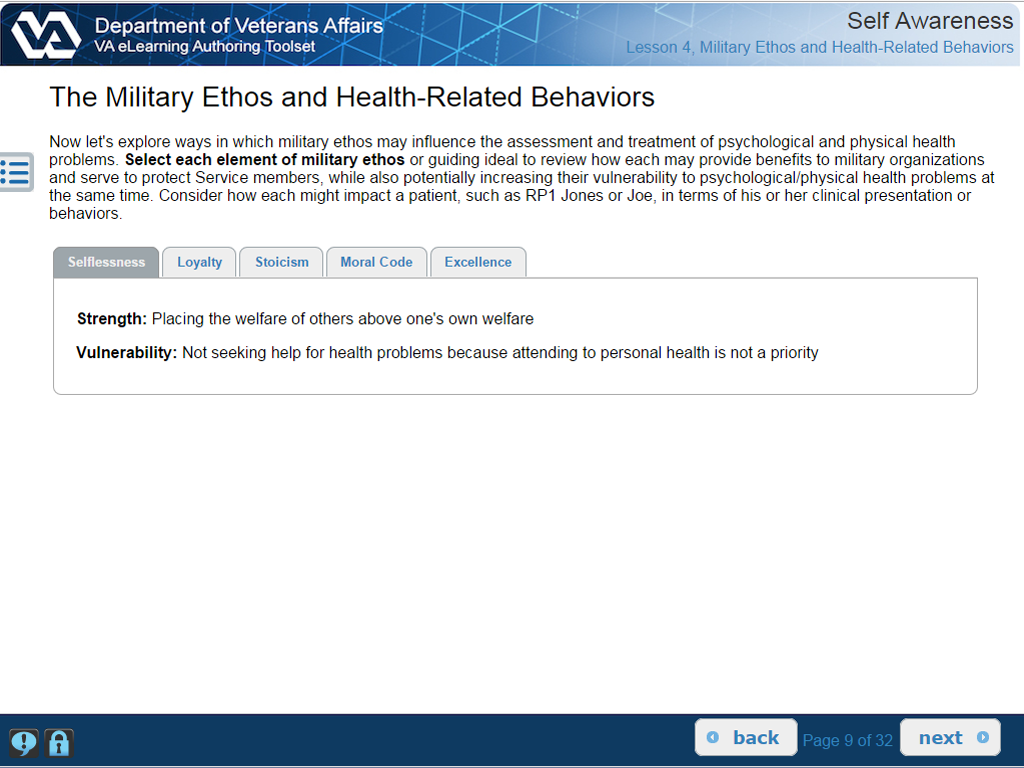 Department of Veterans Affairs
VA eLearning Authoring Toolset
Self Awareness
Lesson 4, Military Ethos and Health-Related Behaviors
The Military Ethos and Health-Related Behaviors
Now let's explore ways in which military ethos may influence the assessment and treatment of psychological and physical health
problems. Select each element of military ethos or guiding ideal to review how each may provide benefits to military organizations
and serve to protect Service members, while also potentially increasing their vulnerability to psychological/physical health problems at
the same time. Consider how each might impact a patient, such as RP1 Jones or Joe, in terms of his or her clinical presentation or
behaviors.
Selflessness Loyalty Stoicism Moral Code Excellence
Strength: Placing the welfare of others above one's own welfare
Vulnerability: Not seeking help for health problems because attending to personal health is not a priority
back Page 9 of 32 next